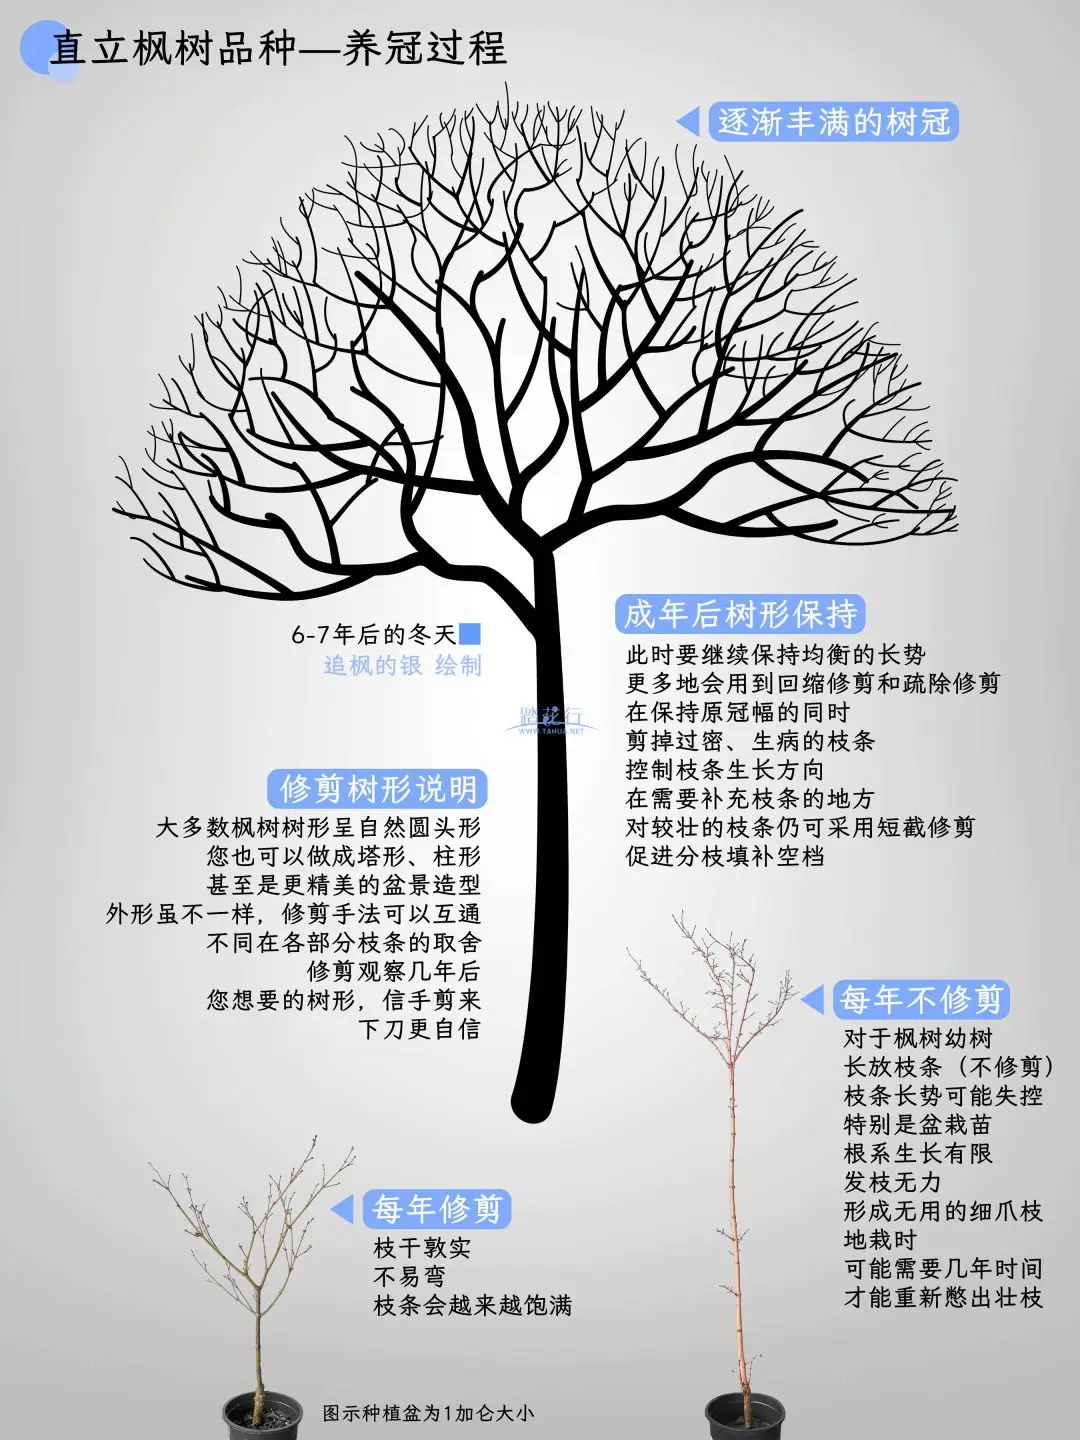 直立枫树品种—养冠过程
逐渐丰满的树冠
6-7年后的冬天
追枫的银 绘制
成年后树形保持
此时要继续保持均衡的长势
更多地会用到回缩修剪和疏除修剪
在保持原冠幅的同时
剪掉过密、生病的枝条
控制枝条生长方向
在需要补充枝条的地方
对较壮的枝条仍可采用短截修剪
促进分枝填补空档
踏花行
WWW.TAHUA.NET
修剪树形说明
大多数枫树树形呈自然圆头形
您也可以做成塔形、柱形
甚至是更精美的盆景造型
外形虽不一样，修剪手法可以互通
不同在各部分枝条的取舍
修剪观察几年后
您想要的树形，信手剪来
下刀更自信
每年不修剪
对于枫树幼树
长放枝条（不修剪）
枝条长势可能失控
特别是盆栽苗
根系生长有限
发枝无力
形成无用的细爪枝
地栽时
可能需要几年时间
才能重新憋出壮枝
每年修剪
枝干敦实
不易弯
枝条会越来越饱满
图示种植盆为1加仑大小